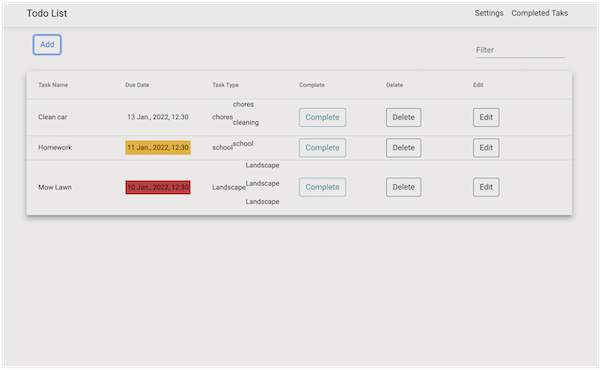 Todo List Settings Completed Taks
Add
Filter
Task Name Due Date Task Type Complete Delete Edit
chores
Clean car 13 Jan., 2022, 12:30 chores Complete Delete Edit
cleaning
Homework 11 Jan., 2022, 12:30 school school Complete Delete Edit
Landscape
Mow Lawn 10 Jan., 2022, 12:30 Landscape Landscape Complete Delete Edit
Landscape